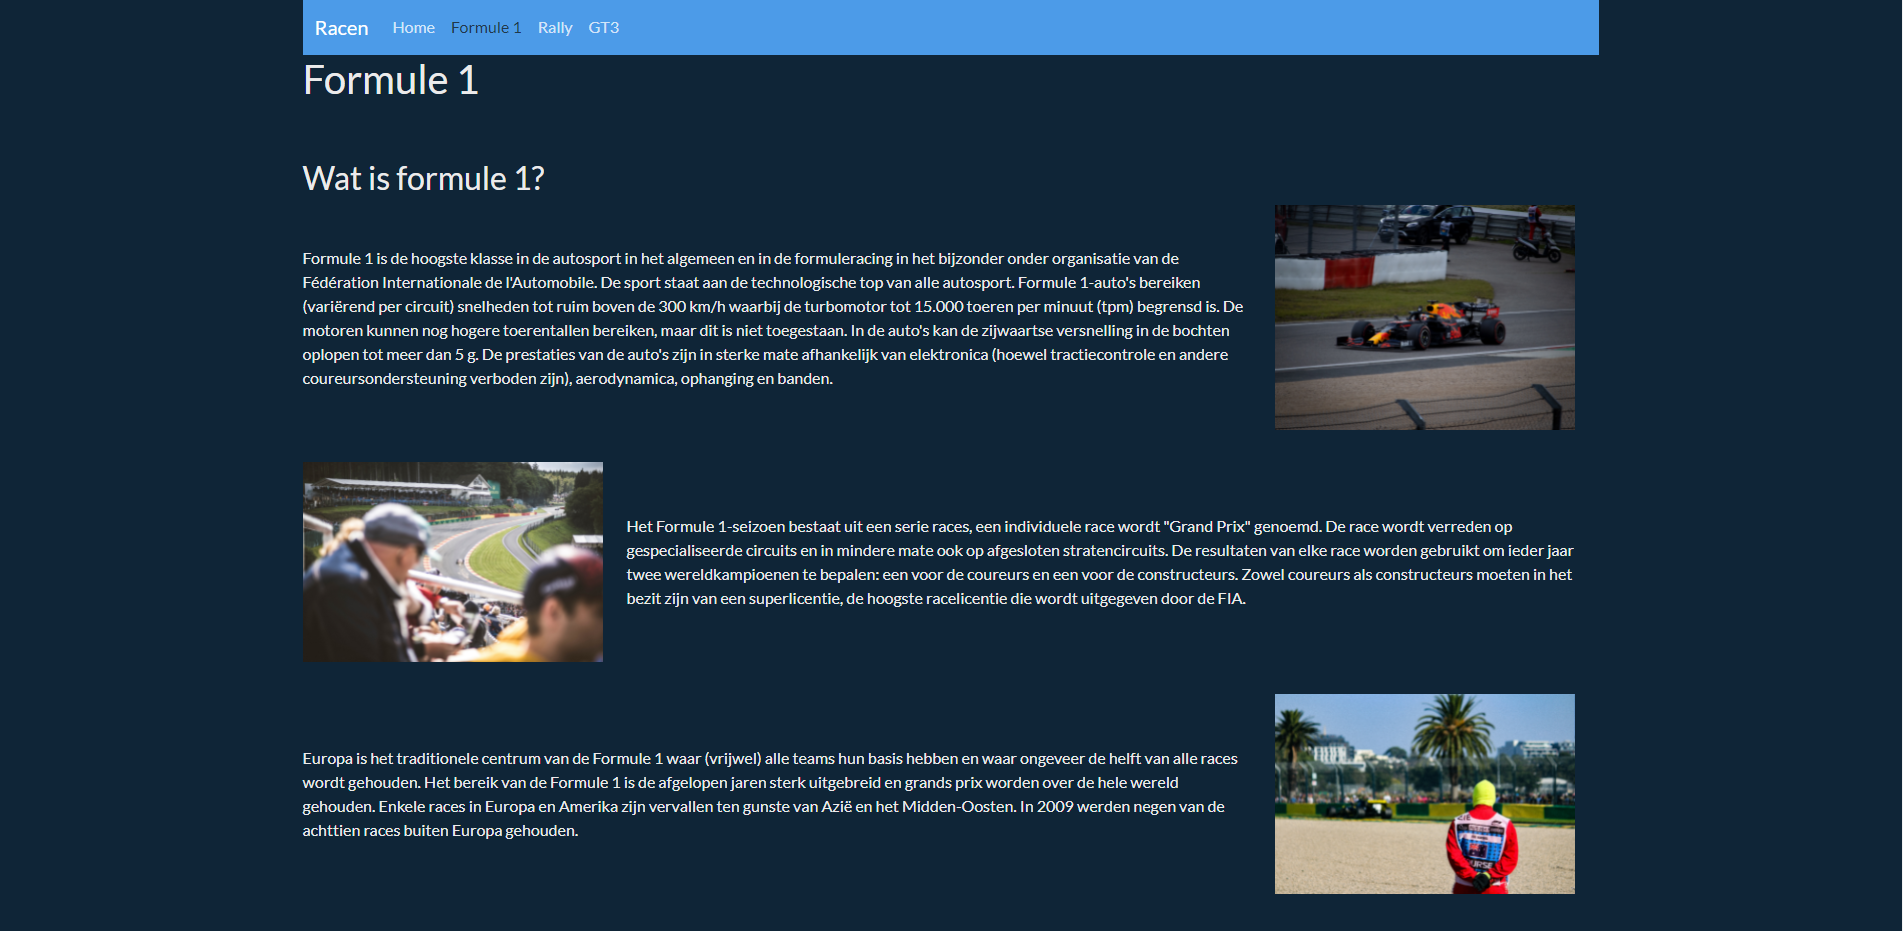 Racen Home Formule 1 Rally GT3
Formule 1
Wat is formule 1?
Formule 1 is de hoogste klasse in de autosport in het algemeen en in de formuleracing in het bijzonder onder organisatie van de
Fédération Internationale de l'Automobile. De sport staat aan de technologische top van alle autosport. Formule 1-auto's bereiken
(variërend per circuit) snelheden tot ruim boven de 300 km/h waarbij de turbomotor tot 15.000 toeren per minuut (tpm) begrensd is. De
motoren kunnen nog hogere toerentallen bereiken, maar dit is niet toegestaan. In de auto's kan de zijwaartse versnelling in de bochten
oplopen tot meer dan 5 g. De prestaties van de auto's zijn in sterke mate afhankelijk van elektronica (hoewel tractiecontrole en andere
coureursondersteuning verboden zijn), aerodynamica, ophanging en banden.
Het Formule 1-seizoen bestaat uit een serie races, een individuele race wordt "Grand Prix" genoemd. De race wordt verreden op
gespecialiseerde circuits en in mindere mate ook op afgesloten stratencircuits. De resultaten van elke race worden gebruikt om ieder jaar
twee wereldkampioenen te bepalen: een voor de coureurs en een voor de constructeurs. Zowel coureurs als constructeurs moeten in het
bezit zijn van een superlicentie, de hoogste racelicentie die wordt uitgegeven door de FIA.
Europa is het traditionele centrum van de Formule 1 waar (vrijwel) alle teams hun basis hebben en waar ongeveer de helft van alle races
wordt gehouden. Het bereik van de Formule 1 is de afgelopen jaren sterk uitgebreid en grands prix worden over de hele wereld
gehouden. Enkele races in Europa en Amerika zijn vervallen ten gunste van Azië en het Midden-Oosten. In 2009 werden negen van de
achttien races buiten Europa gehouden.